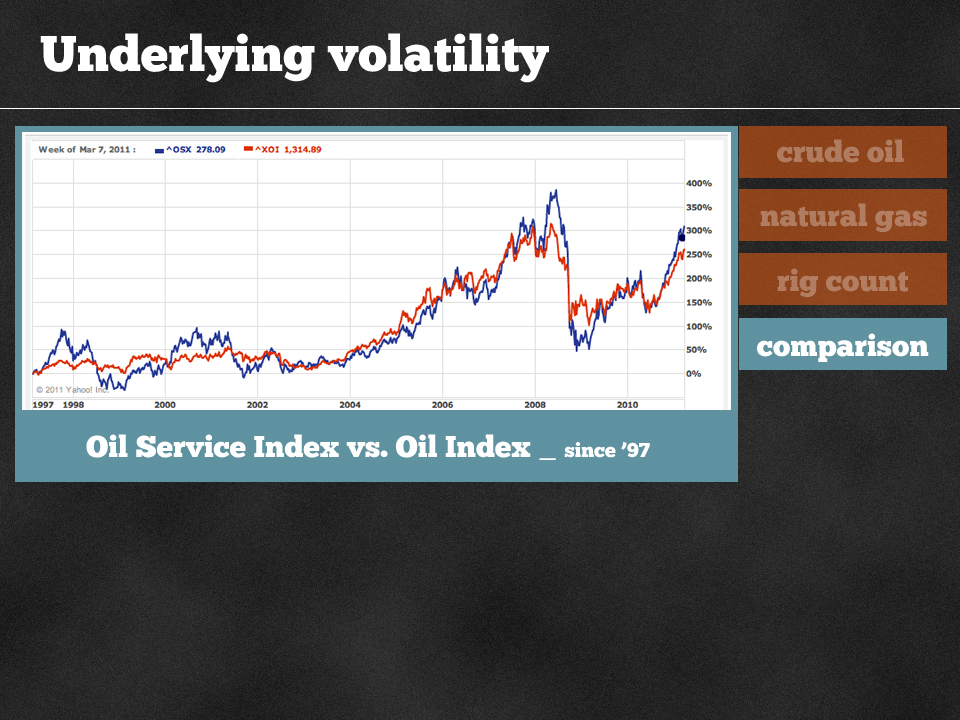 Underlying volatility
Week of Mar 7, 2011 : ^OSX 278.09 ^XOI 1,314.89
400%
350%
300%
250%
200%
150%
100%
50%
0%
© 2011 Yahoo! Inc.
1997 1998 2000 2002 2004 2006 2008 2010
Oil Service Index vs. Oil Index _ since ’97
crude oil
natural gas
rig count
comparison